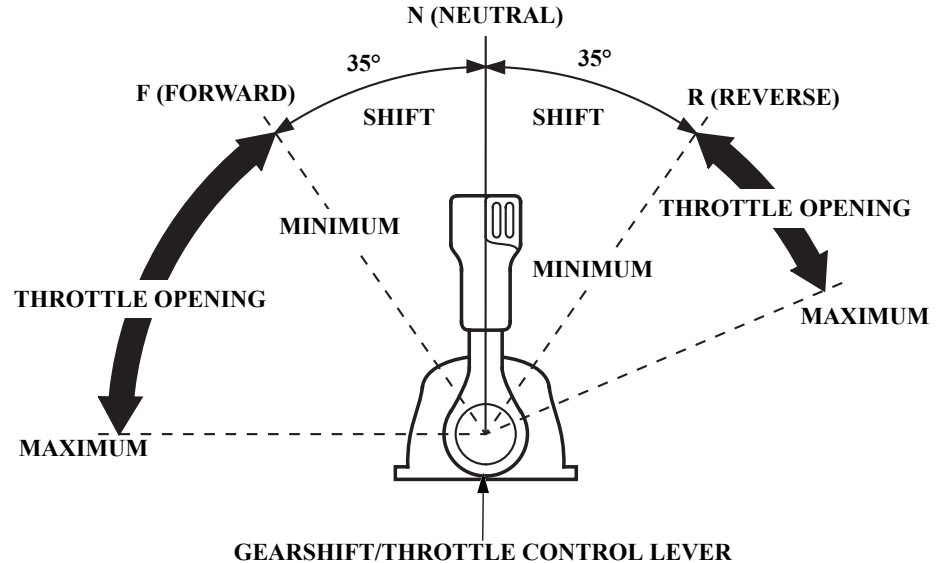 N (NEUTRAL)
35°
35°
F (FORWARD)
R (REVERSE)
SHIFT
SHIFT
THROTTLE OPENING
MINIMUM
MINIMUM
THROTTLE OPENING
MAXIMUM
MAXIMUM
GEARSHIFT/THROTTLE CONTROL LEVER